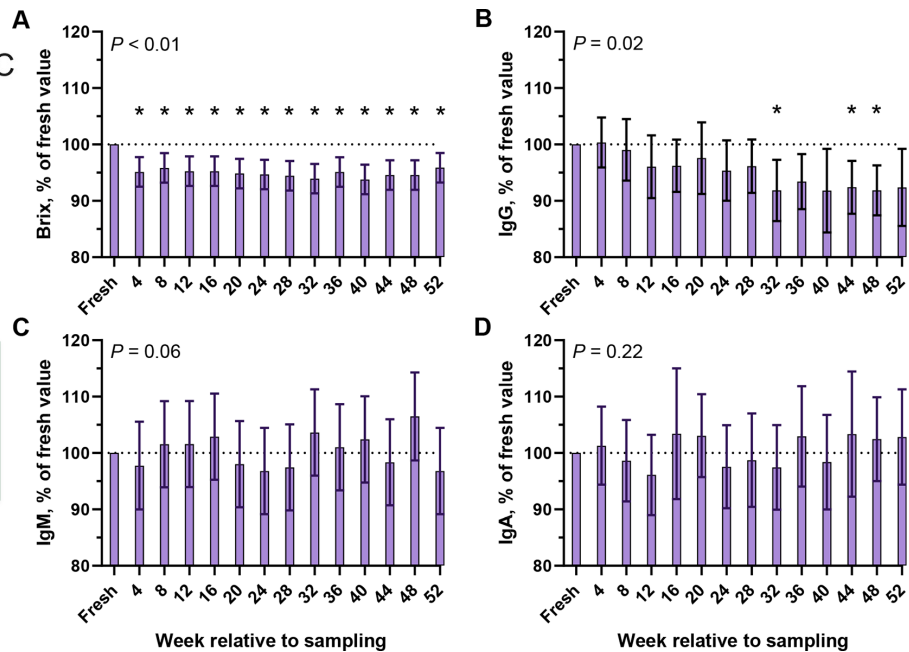 A
P < 0.01
Brix, % of fresh value
120
110
100
90
80
* * * * * * * * * * * * *
Fresh 4 8 12 16 20 24 28 32 36 40 44 48 52
B
P = 0.02
IgG, % of fresh value
120
110
100
90
80
* * *
Fresh 4 8 12 16 20 24 28 32 36 40 44 48 52
C
C
P = 0.06
IgM, % of fresh value
120
110
100
90
80
Fresh 4 8 12 16 20 24 28 32 36 40 44 48 52
Week relative to sampling
D
P = 0.22
IgA, % of fresh value
120
110
100
90
80
Fresh 4 8 12 16 20 24 28 32 36 40 44 48 52
Week relative to sampling